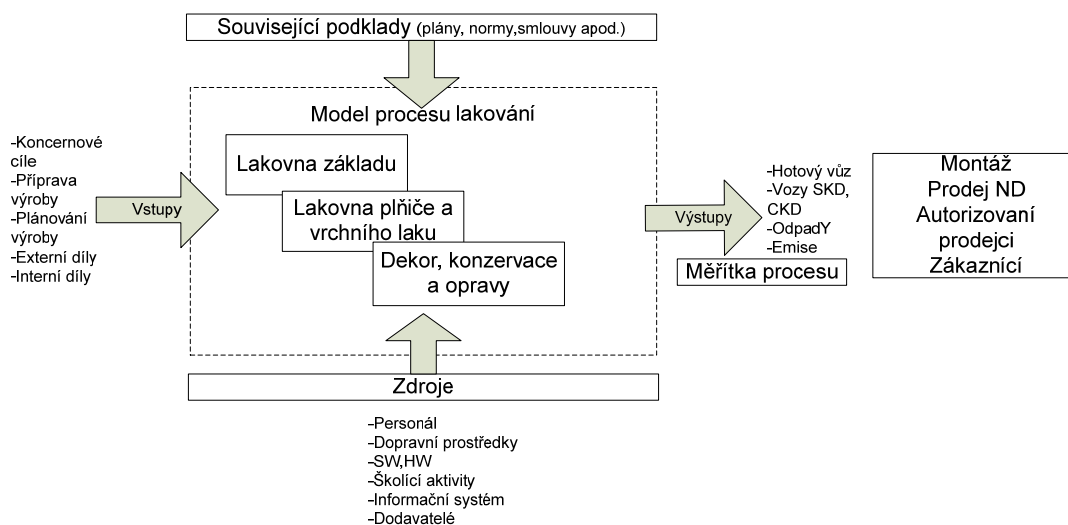 Související podklady (plány, normy,smlouvy apod.)
Model procesu lakování
-Koncernové
cíle
-Příprava
výroby
-Plánování
výroby
-Externí díly
-Interní díly
Vstupy
Lakovna základu
Lakovna plňiče a
vrchního laku
Dekor, konzervace
a opravy
Výstupy
-Hotový vůz
-Vozy SKD,
CKD
-OdpadY
-Emise
Měřítka procesu
Montáž
Prodej ND
Autorizovaní
prodejci
Zákazníci
Zdroje
-Personál
-Dopravní prostředky
-SW,HW
-Školící aktivity
-Informační systém
-Dodavatelé